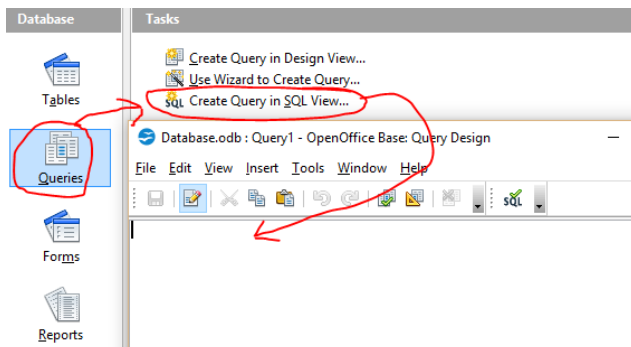 Database
Tasks
Create Query in Design View...
Use Wizard to Create Query...
SQL Create Query in SQL View...
Tables
Queries
Forms
Reports
Database.odb : Query1 - OpenOffice Base: Query Design
File Edit View Insert Tools Window Help
SQL